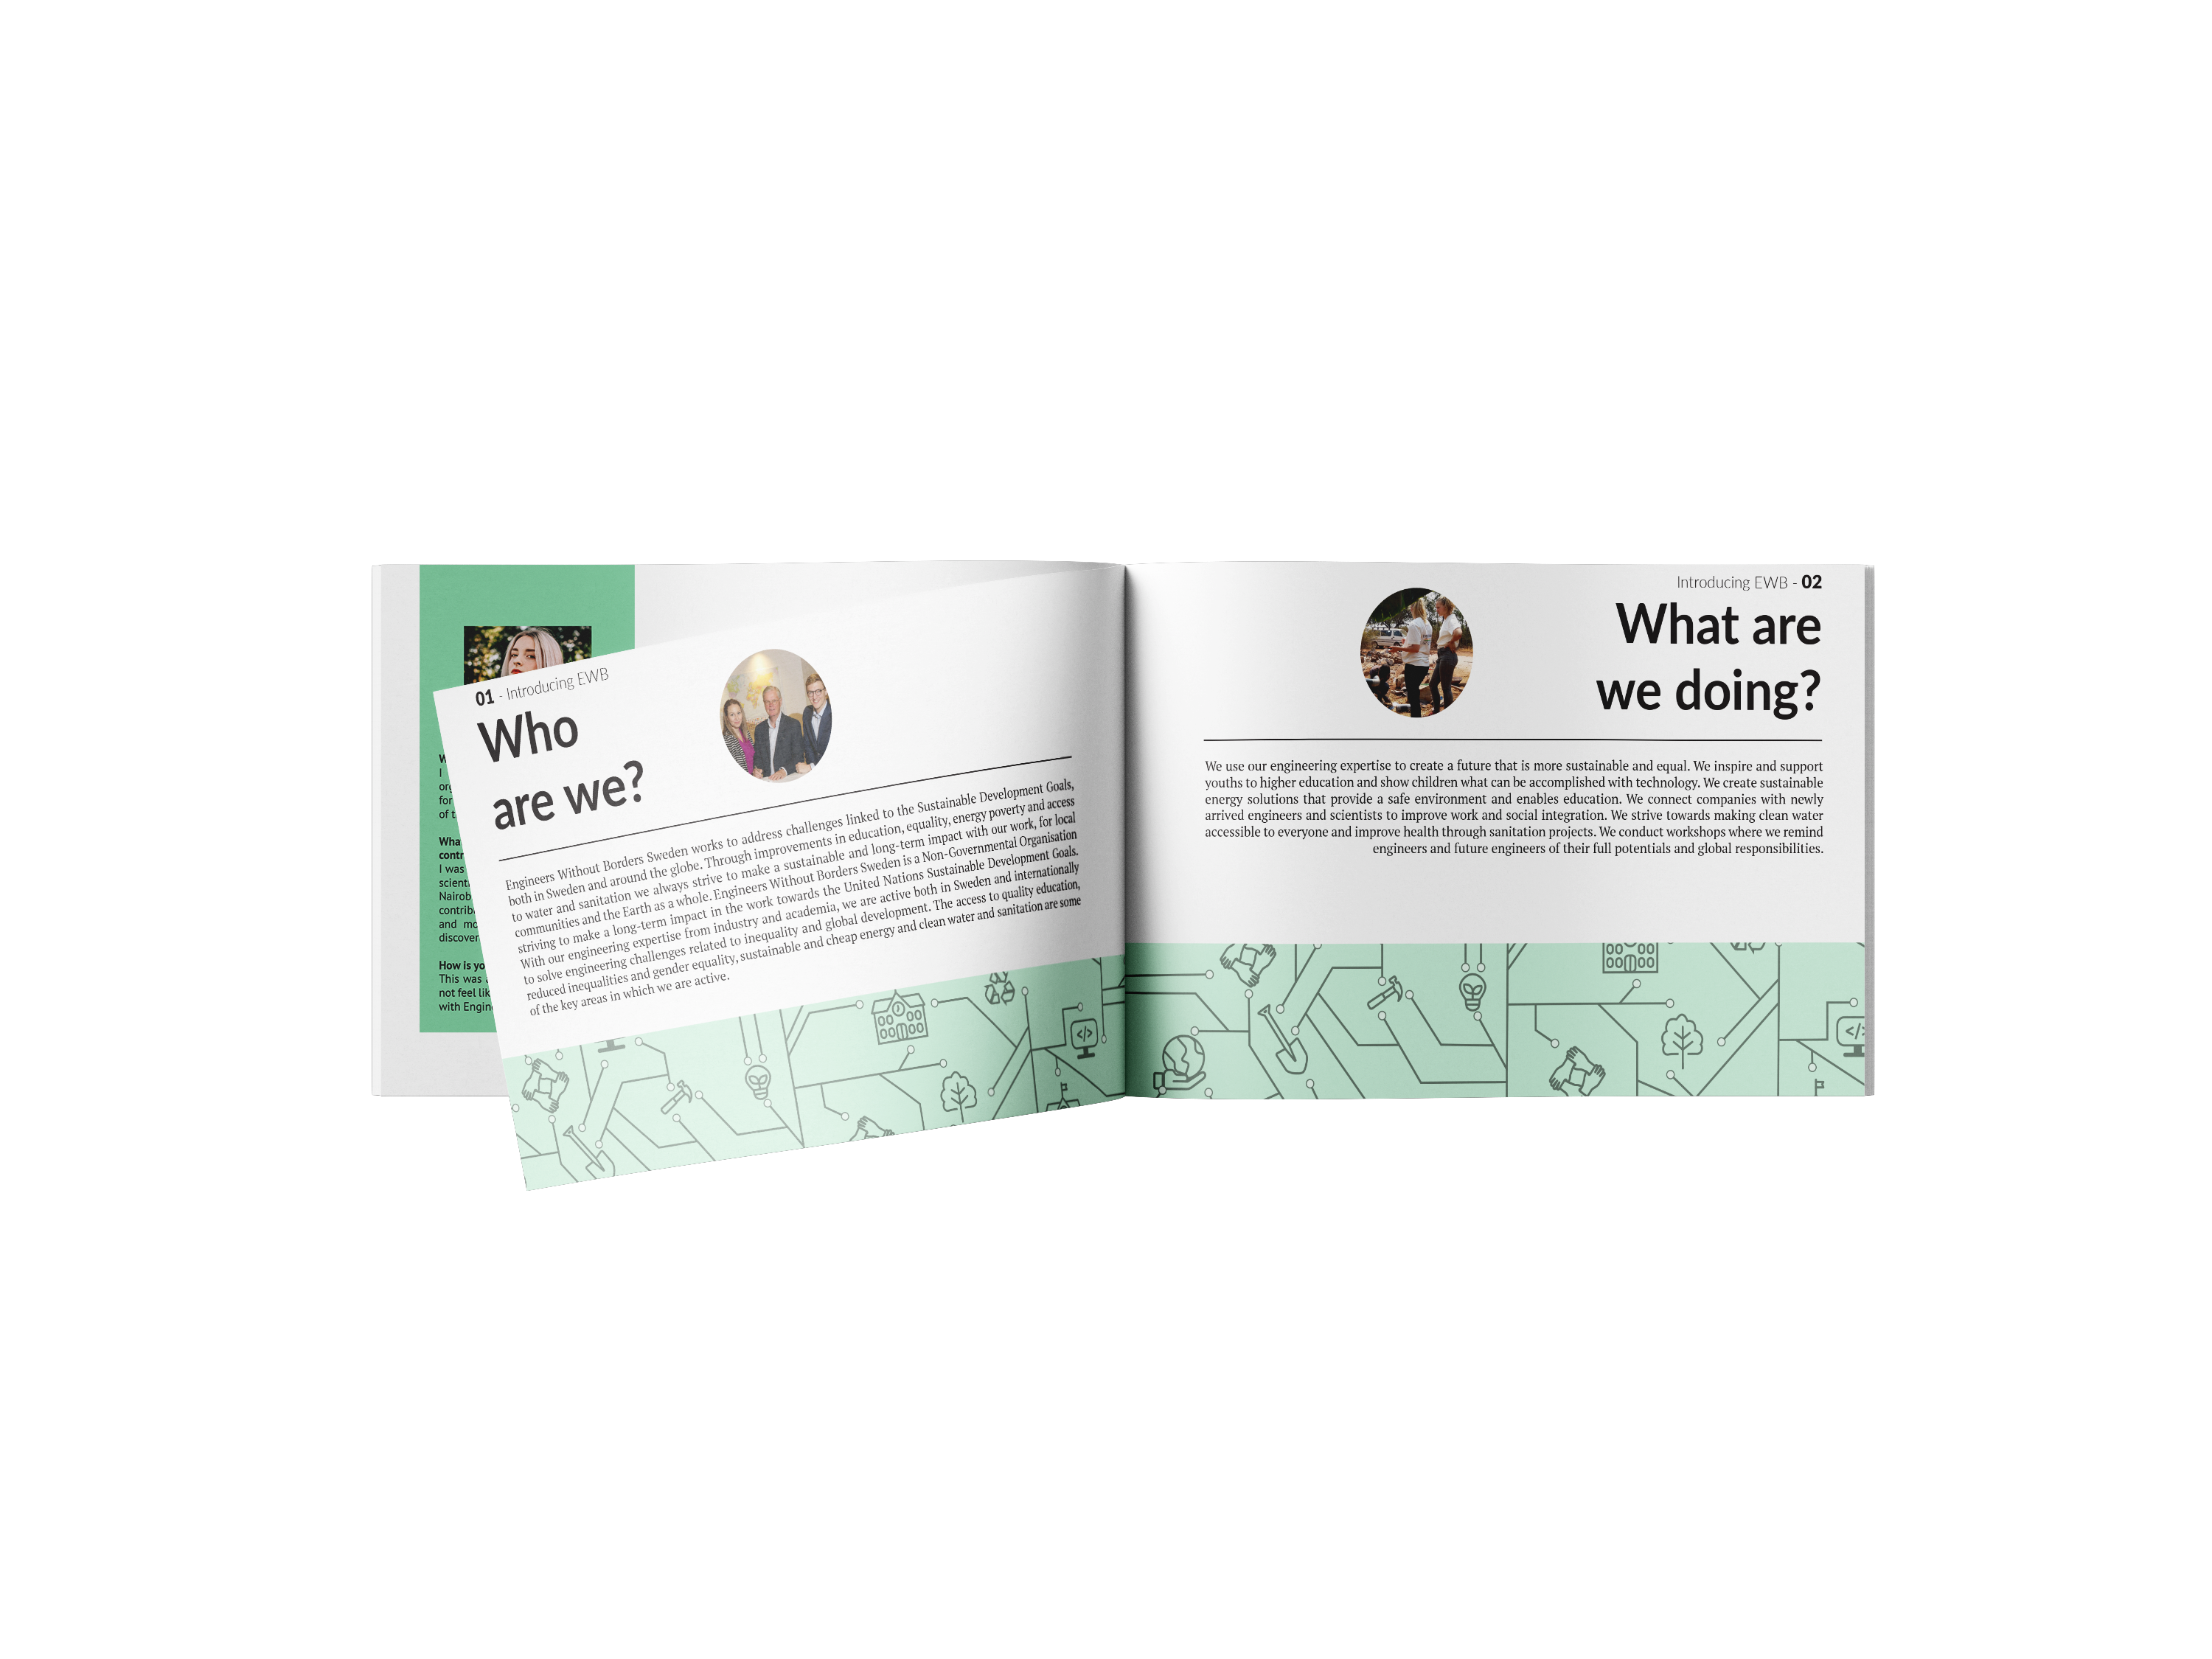 W
I
org
for
of t
Wha
contr
I was
scient
Nairob
contrib
and mo
discover
How is yo
This was
not feel lik
with Engin
01 - Introducing EWB
Who
are we?
Engineers Without Borders Sweden works to address challenges linked to the Sustainable Development Goals,
both in Sweden and around the globe. Through improvements in education, equality, energy poverty and access
to water and sanitation we always strive to make a sustainable and long-term impact with our work, for local
communities and the Earth as a whole. Engineers Without Borders Sweden is a Non-Governmental Organisation
striving to make a long-term impact in the work towards the United Nations Sustainable Development Goals.
With our engineering expertise from industry and academia, we are active both in Sweden and internationally
to solve engineering challenges related to inequality and global development. The access to quality education,
reduced inequalities and gender equality, sustainable and cheap energy and clean water and sanitation are some
of the key areas in which we are active.
Introducing EWB - 02
What are
we doing?
We use our engineering expertise to create a future that is more sustainable and equal. We inspire and support
youths to higher education and show children what can be accomplished with technology. We create sustainable
energy solutions that provide a safe environment and enables education. We connect companies with newly
arrived engineers and scientists to improve work and social integration. We strive towards making clean water
accessible to everyone and improve health through sanitation projects. We conduct workshops where we remind
engineers and future engineers of their full potentials and global responsibilities.